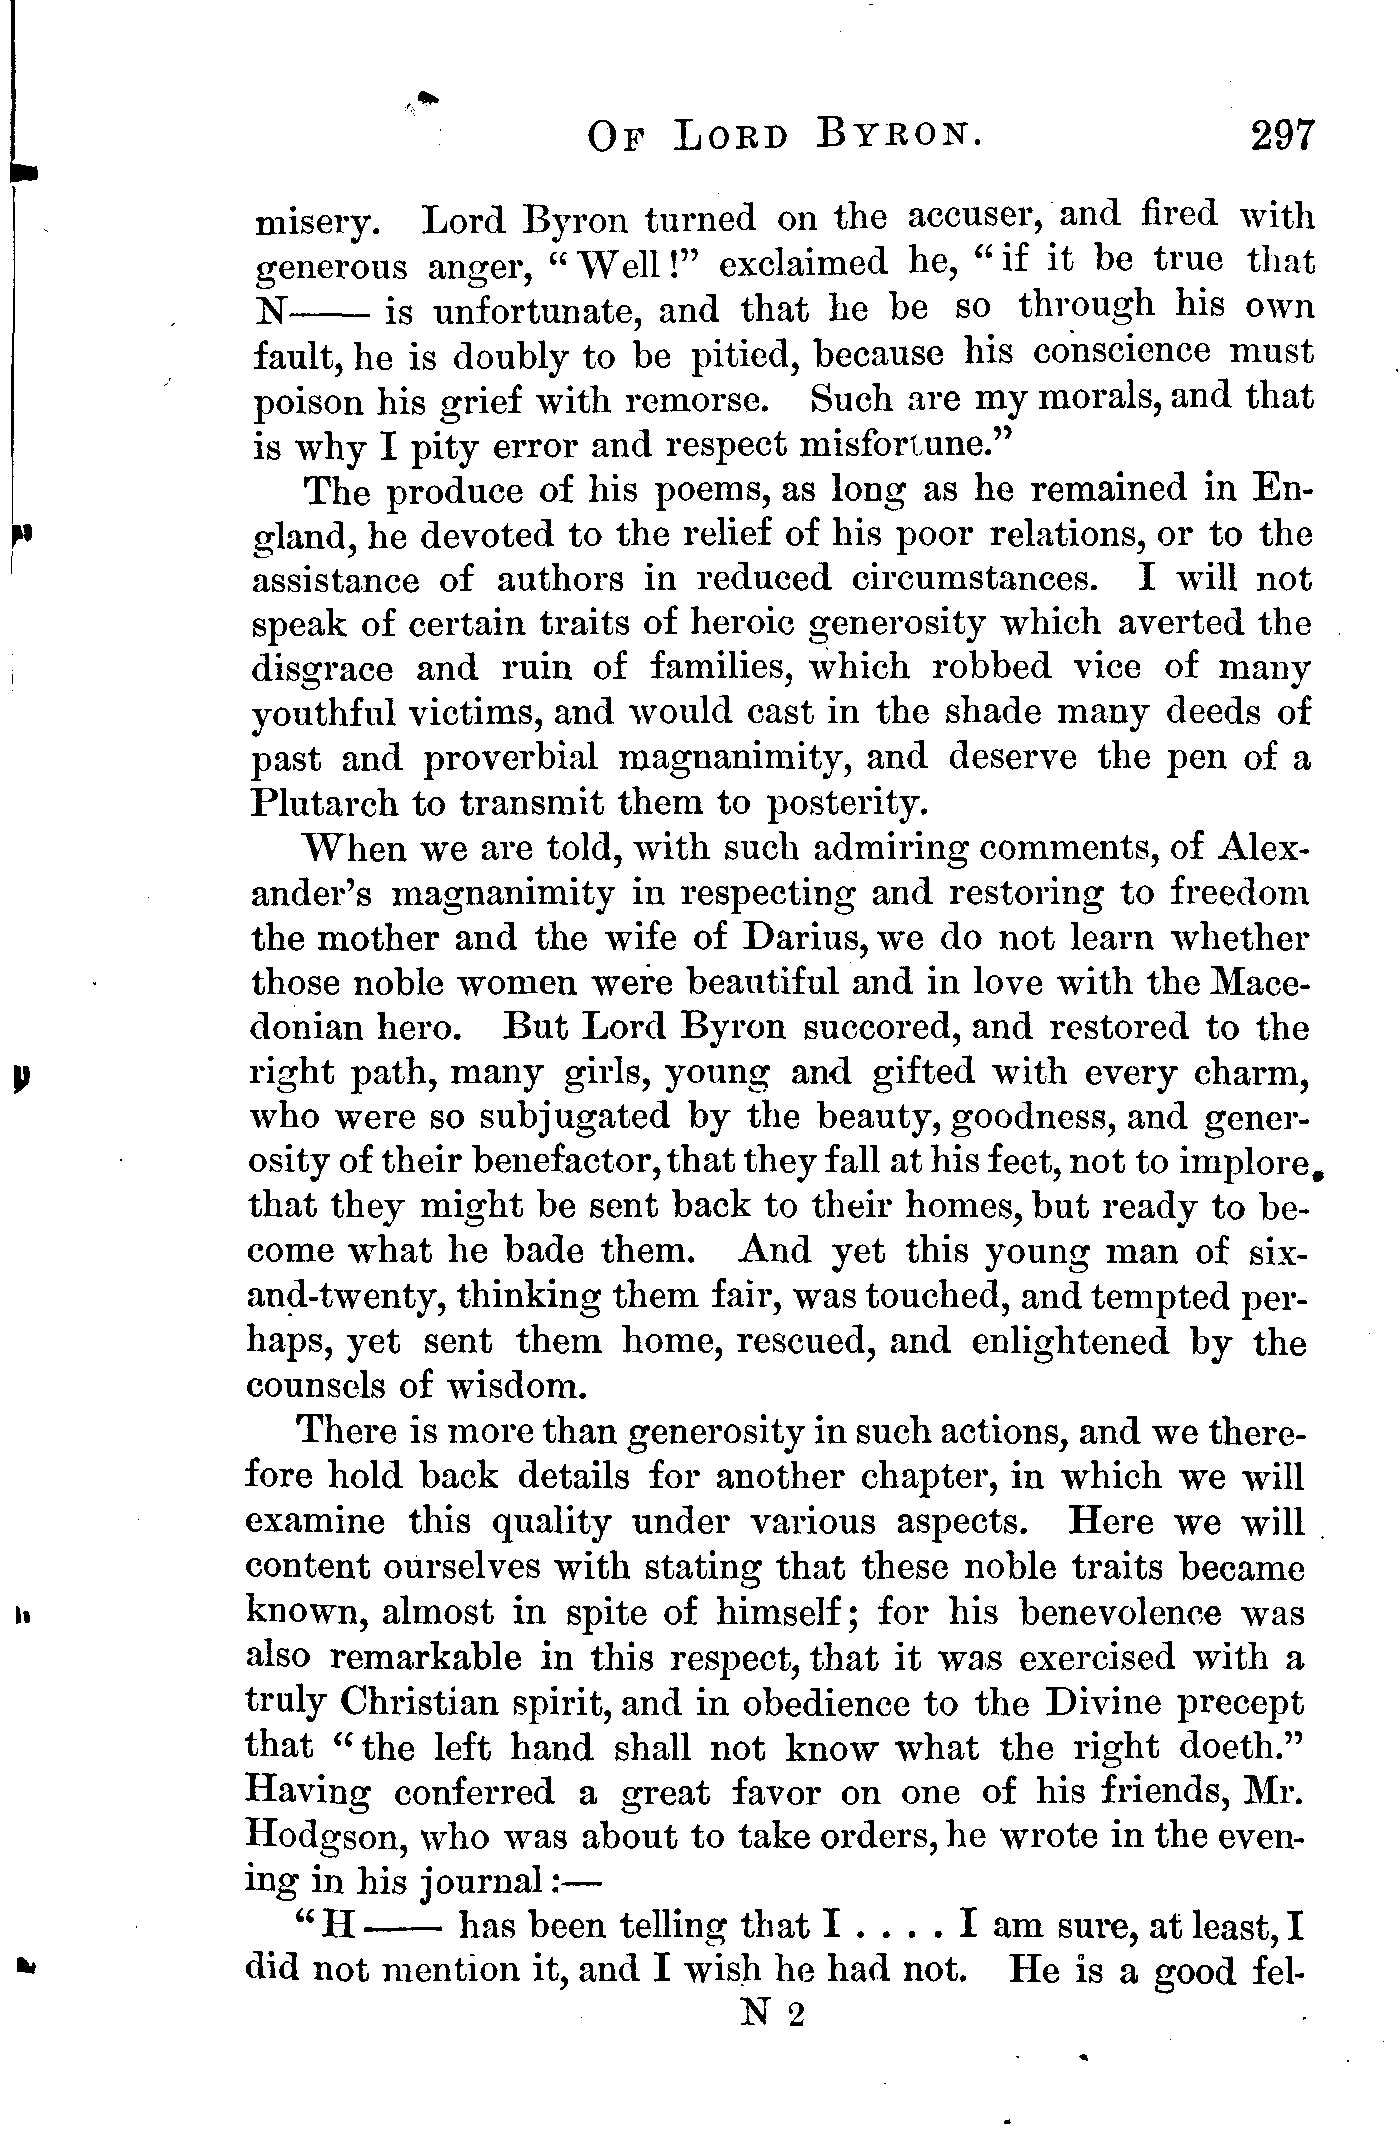 OF LORD BYRON. 297
misery. Lord Byron turned on the accuser, and fired with
generous anger, "Well!" exclaimed he, "if it be true that
N—— is unfortunate, and that he be so through his own
fault, he is doubly to be pitied, because his conscience must
poison his grief with remorse. Such are my morals, and that
is why I pity error and respect misfortune."
The produce of his poems, as long as he remained in En-
gland, he devoted to the relief of his poor relations, or to the
assistance of authors in reduced circumstances. I will not
speak of certain traits of heroic generosity which averted the
disgrace and ruin of families, which robbed vice of many
youthful victims, and would cast in the shade many deeds of
past and proverbial magnanimity, and deserve the pen of a
Plutarch to transmit them to posterity.
When we are told, with such admiring comments, of Alex-
ander's magnanimity in respecting and restoring to freedom
the mother and the wife of Darius, we do not learn whether
those noble women were beautiful and in love with the Mace-
donian hero. But Lord Byron succored, and restored to the
right path, many girls, young and gifted with every charm,
who were so subjugated by the beauty, goodness, and gener-
osity of their benefactor, that they fall at his feet, not to implore
that they might be sent back to their homes, but ready to be-
come what he bade them. And yet this young man of six-
and-twenty, thinking them fair, was touched, and tempted per-
haps, yet sent them home, rescued, and enlightened by the
counsels of wisdom.
There is more than generosity in such actions, and we there-
fore hold back details for another chapter, in which we will
examine this quality under various aspects. Here we will
content ourselves with stating that these noble traits became
known, almost in spite of himself; for his benevolence was
also remarkable in this respect, that it was exercised with a
truly Christian spirit, and in obedience to the Divine precept
that "the left hand shall not know what the right doeth."
Having conferred a great favor on one of his friends, Mr.
Hodgson, who was about to take orders, he wrote in the even-
ing in his journal:—
"H—— has been telling that I . . . . I am sure, at least, I
did not mention it, and I wish he had not. He is a good fel-
N 2